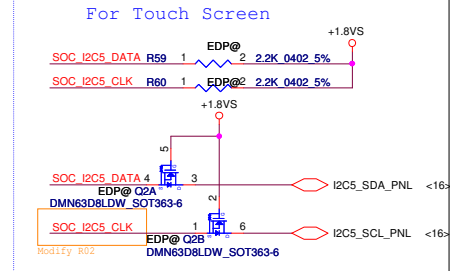 For Touch Screen
+1.8VS
EDP@
SOC_I2C5_DATA R59 1 2 2.2K_0402_5%
SOC_I2C5_CLK R60 1 EDP@ 2 2.2K_0402_5%
+1.8VS
5
SOC_I2C5_DATA 4 3 I2C5_SDA_PNL <16>
EDP@ Q2A
DMN63D8LDW_SOT363-6
2
SOC_I2C5_CLK 1 6 I2C5_SCL_PNL <16>
EDP@ Q2B
Modify R02
DMN63D8LDW_SOT363-6